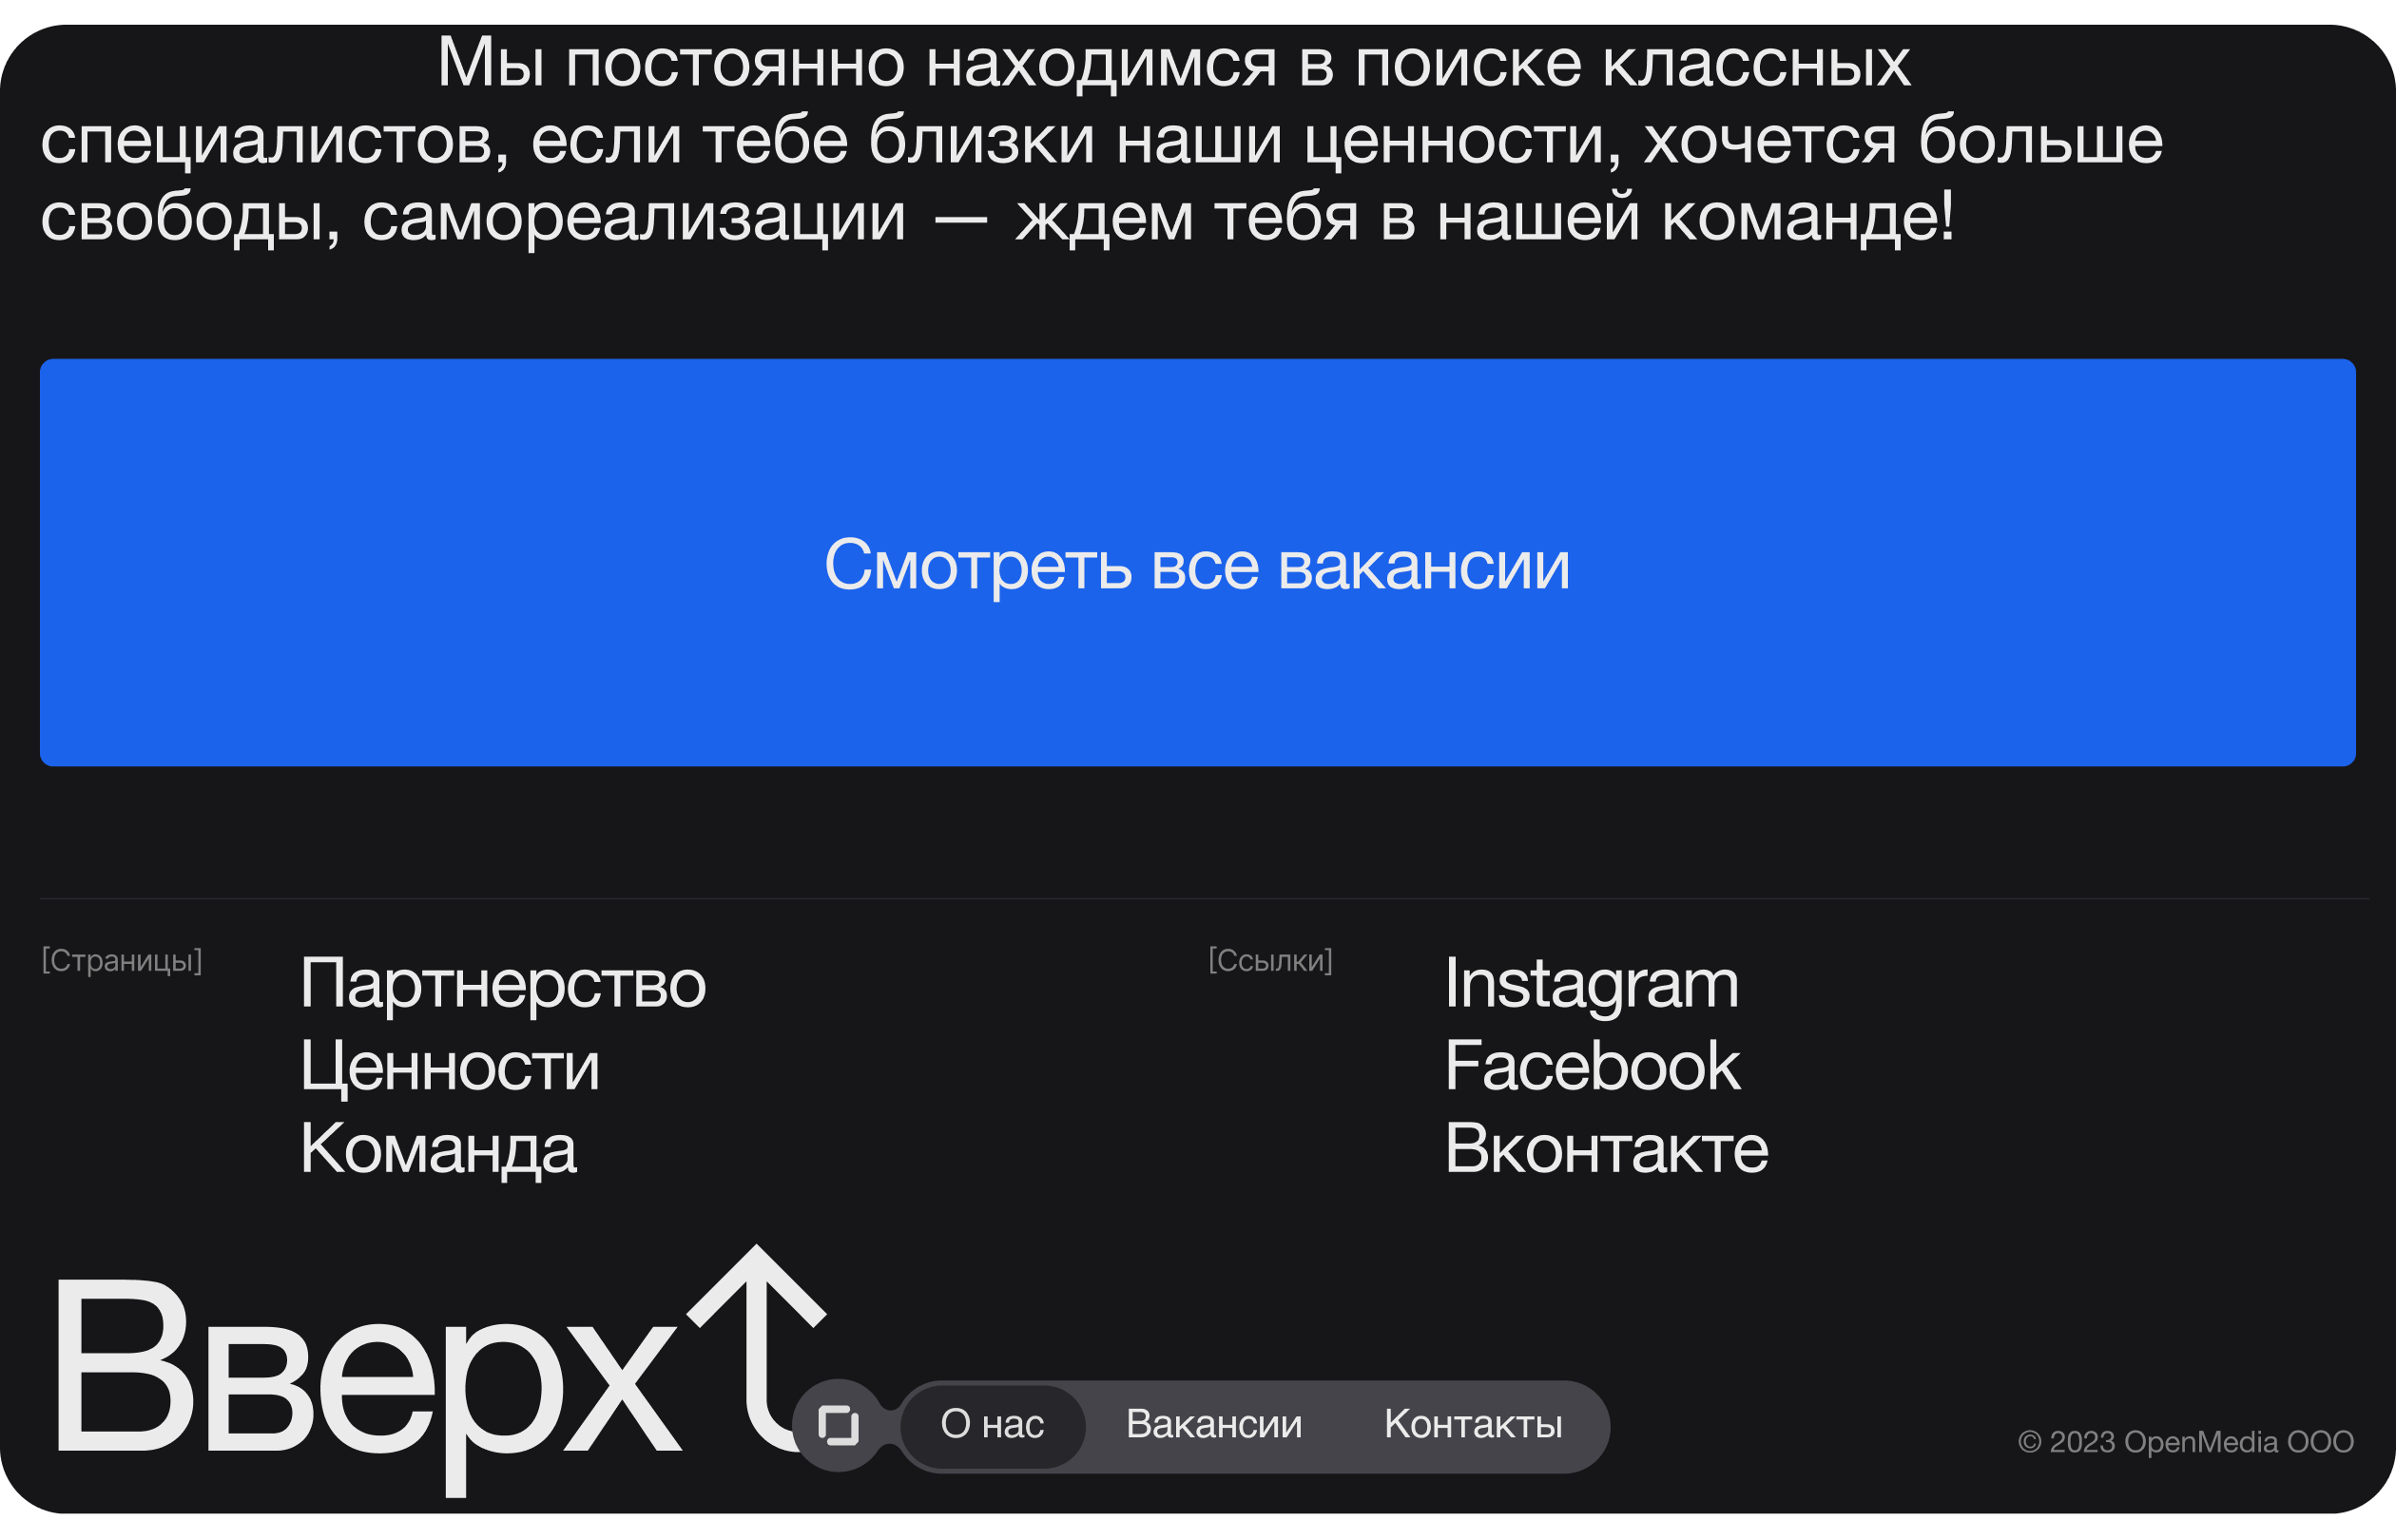 Мы постоянно находимся в поиске классных
специалистов, если тебе близки наши ценности, хочется больше
свободы, самореализации — ждем тебя в нашей команде!
Смотреть все вакансии
[Страницы]
Партнерство
Ценности
Команда
[Ссылки]
Instagram
Facebook
Вконтакте
Вверх
О нас
Вакансии
Контакты
© 2023 OpenMedia ООО